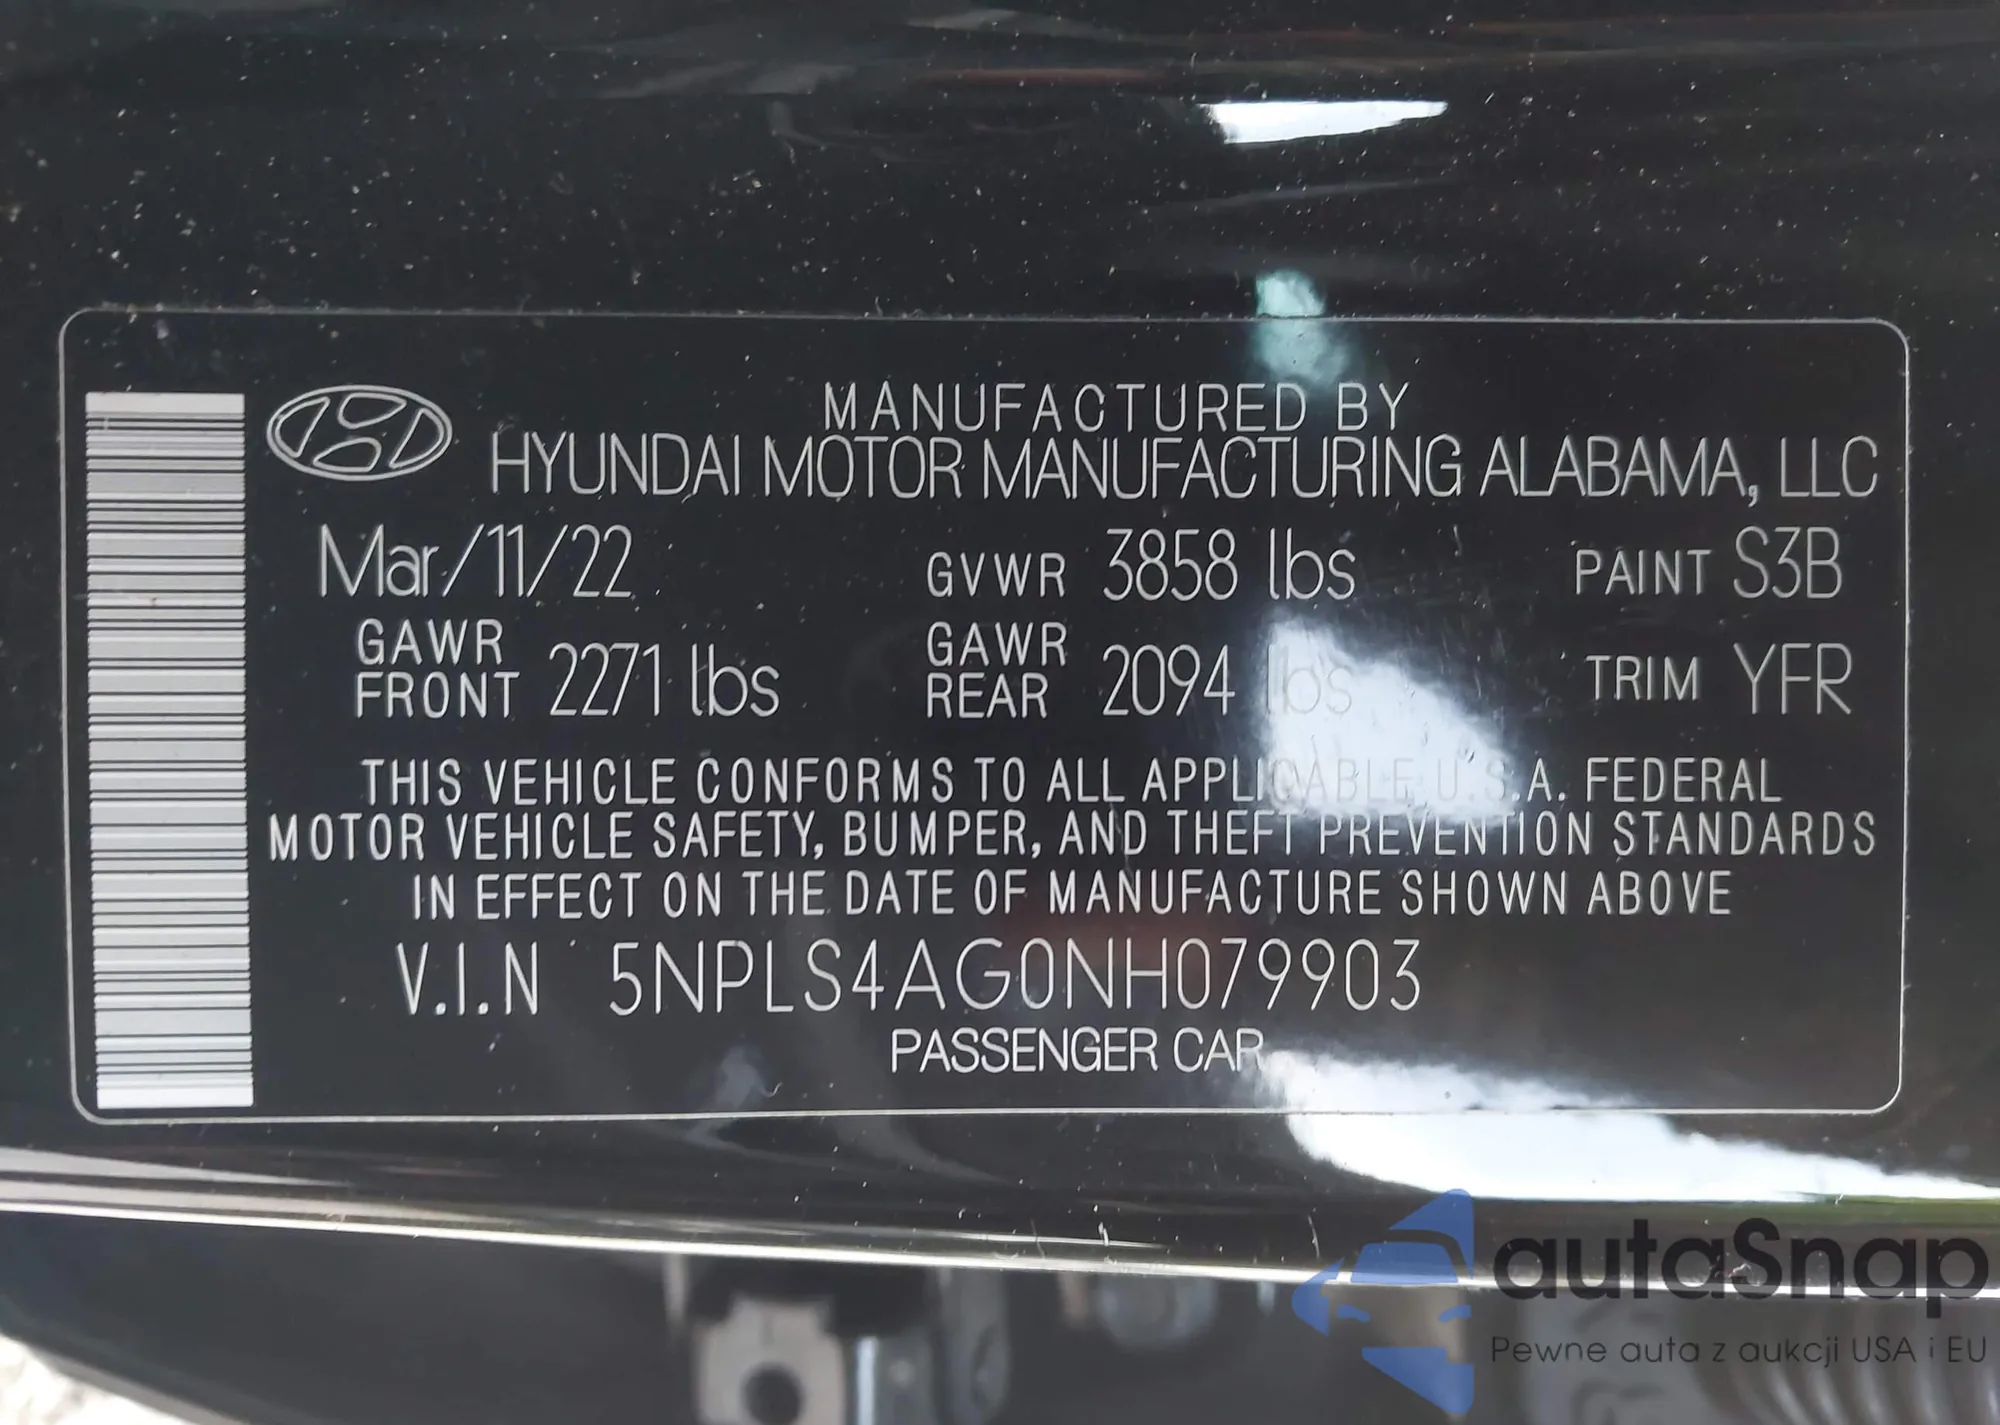 MANUFACTURED BY
HYUNDAI MOTOR MANUFACTURING ALABAMA, LLC
Mar/11/22 GVWR 3858 lbs PAINT S3B
GAWR FRONT 2271 lbs GAWR REAR 2094 lbs TRIM YFR
THIS VEHICLE CONFORMS TO ALL APPLICABLE U.S.A. FEDERAL
MOTOR VEHICLE SAFETY, BUMPER, AND THEFT PREVENTION STANDARDS
IN EFFECT ON THE DATE OF MANUFACTURE SHOWN ABOVE
V.I.N 5NPLS4AG0NH079903
PASSENGER CAR
autaSnap
Pewne auta z aukcji USA i EU